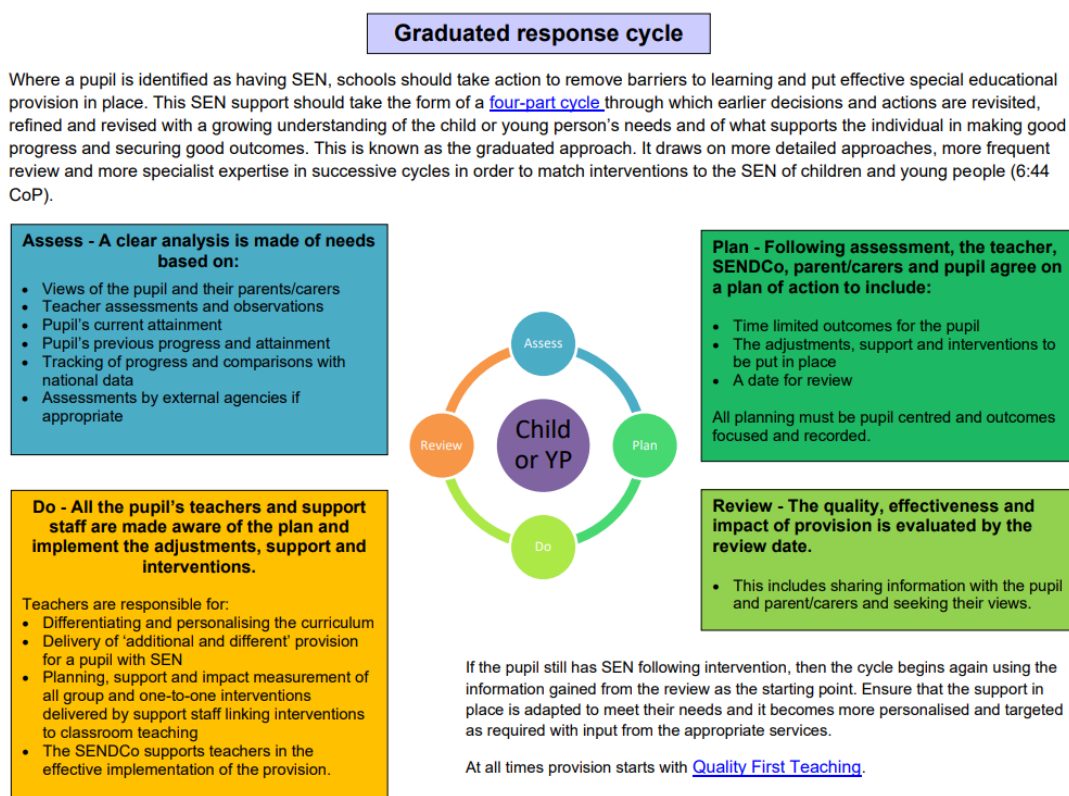 Graduated response cycle
Where a pupil is identified as having SEN, schools should take action to remove barriers to learning and put effective special educational
provision in place. This SEN support should take the form of a four-part cycle through which earlier decisions and actions are revisited,
refined and revised with a growing understanding of the child or young person's needs and of what supports the individual in making good
progress and securing good outcomes. This is known as the graduated approach. It draws on more detailed approaches, more frequent
review and more specialist expertise in successive cycles in order to match interventions to the SEN of children and young people (6:44
CoP).
Assess - A clear analysis is made of needs
based on:
• Views of the pupil and their parents/carers
• Teacher assessments and observations
• Pupil's current attainment
• Pupil's previous progress and attainment
• Tracking of progress and comparisons with
national data
• Assessments by external agencies if
appropriate
Plan - Following assessment, the teacher,
SENDCo, parent/carers and pupil agree on
a plan of action to include:
• Time limited outcomes for the pupil
• The adjustments, support and interventions to
be put in place
• A date for review
All planning must be pupil centred and outcomes
focused and recorded.
Assess
Review
Child
or YP
Plan
Do
Do - All the pupil's teachers and support
staff are made aware of the plan and
implement the adjustments, support and
interventions.
Teachers are responsible for:
• Differentiating and personalising the curriculum
• Delivery of 'additional and different' provision
for a pupil with SEN
• Planning, support and impact measurement of
all group and one-to-one interventions
delivered by support staff linking interventions
to classroom teaching
• The SENDCo supports teachers in the
effective implementation of the provision.
Review - The quality, effectiveness and
impact of provision is evaluated by the
review date.
• This includes sharing information with the pupil
and parent/carers and seeking their views.
If the pupil still has SEN following intervention, then the cycle begins again using the
information gained from the review as the starting point. Ensure that the support in
place is adapted to meet their needs and it becomes more personalised and targeted
as required with input from the appropriate services.
At all times provision starts with Quality First Teaching.